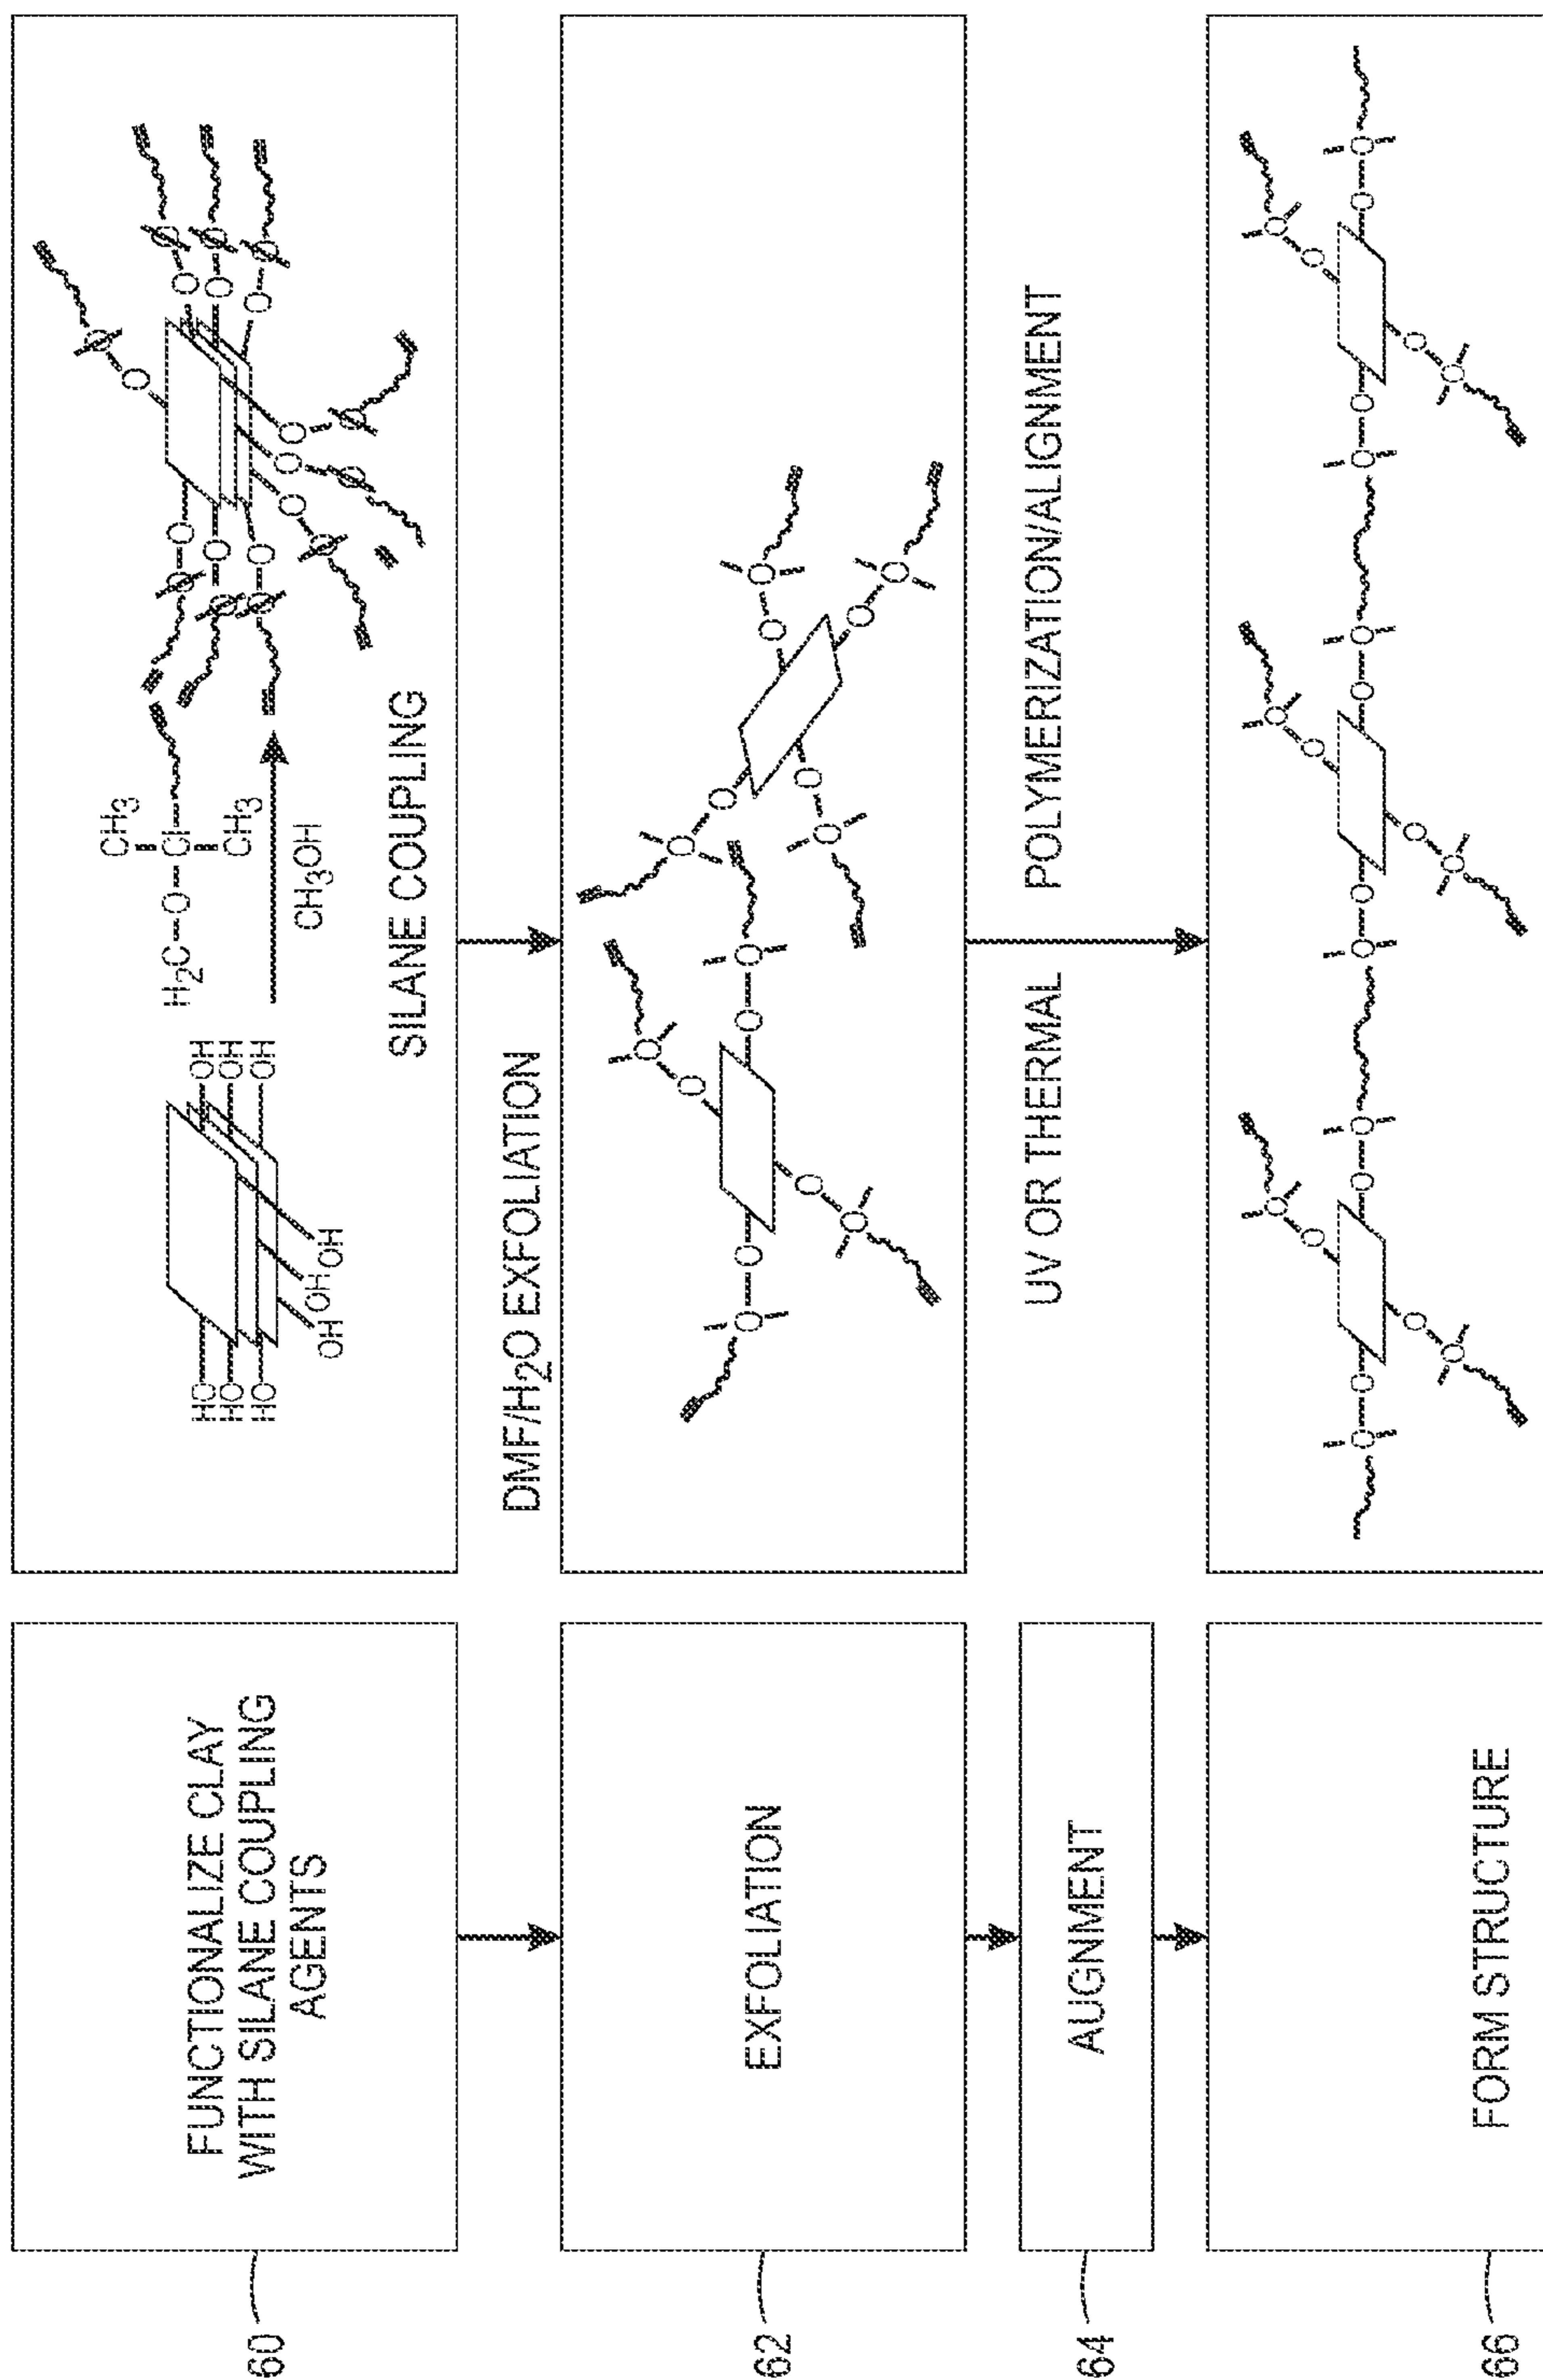 60
FUNCTIONALIZE CLAY
WITH SILANE COUPLING
AGENTS
HO
HO
HO
OH
OH
OH
OH OH OH
CH3
H2C-O-Cl
CH3
CH3OH
SILANE COUPLING
DMF/H2O EXFOLIATION
62
EXFOLIATION
64
AUGNMENT
UV OR THERMAL
POLYMERIZATION/ALIGNMENT
66
FORM STRUCTURE